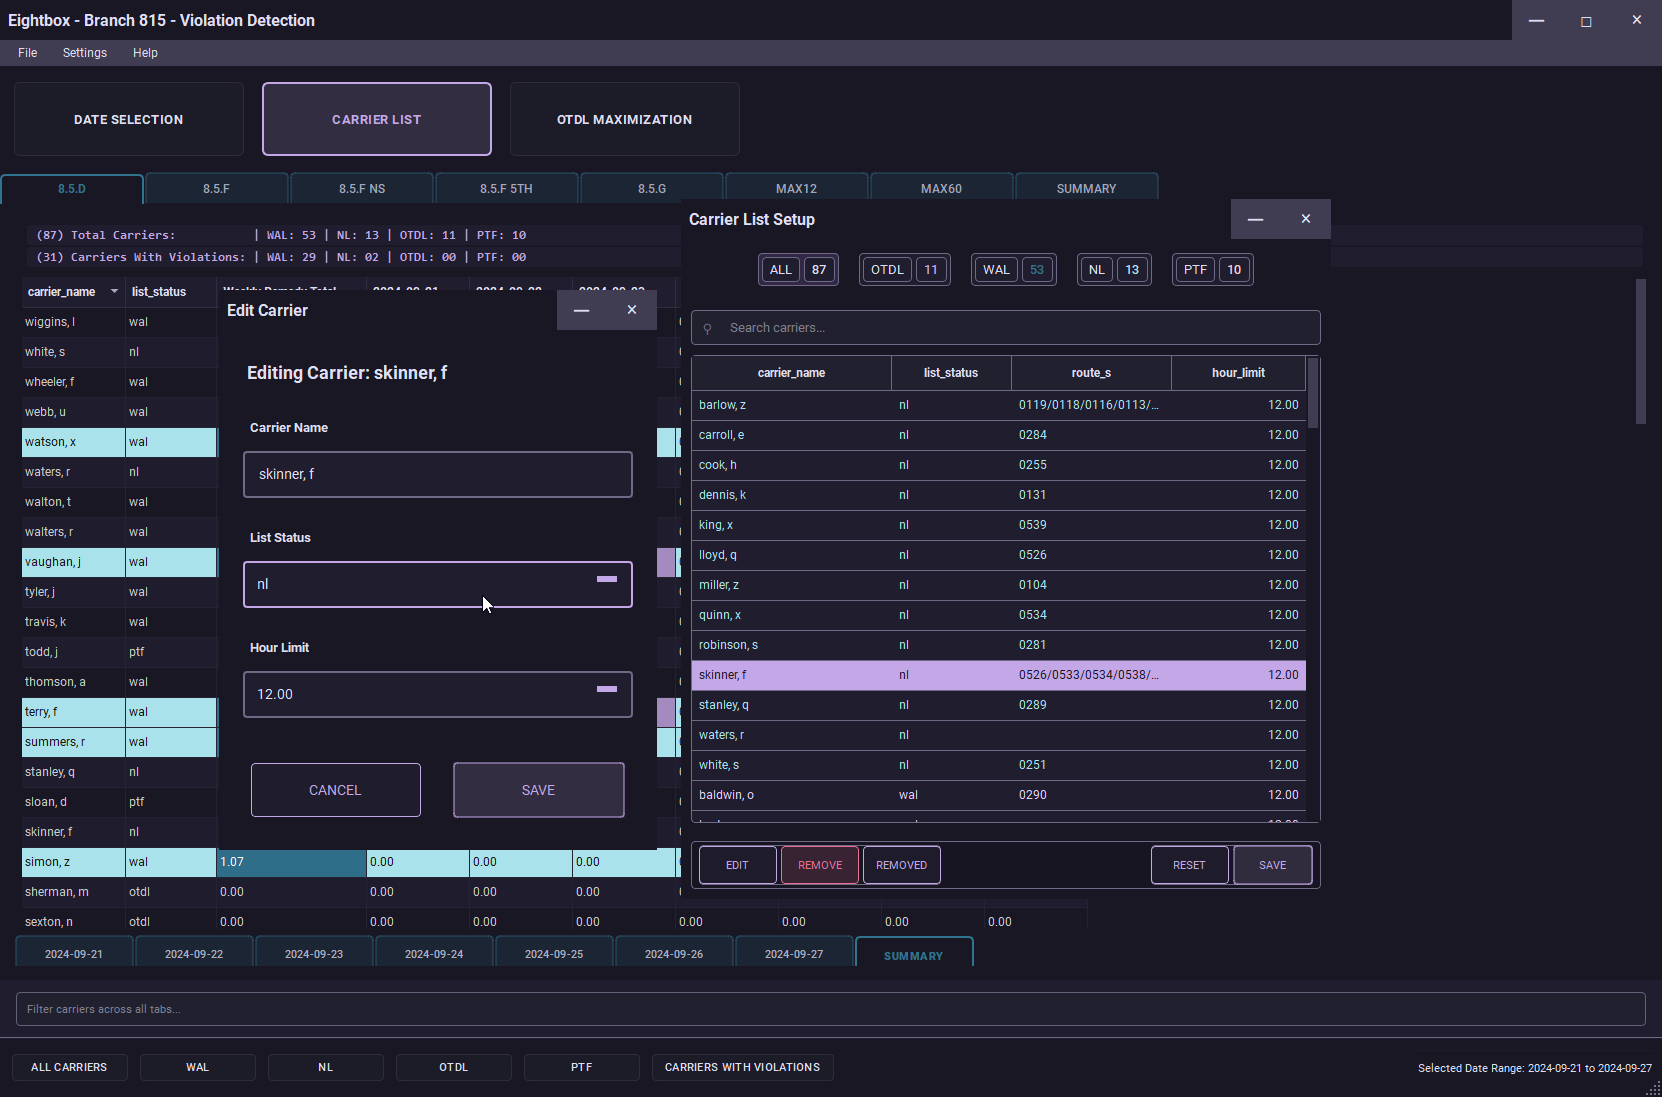 Eightbox - Branch 815 - Violation Detection
File Settings Help
DATE SELECTION CARRIER LIST OTDL MAXIMIZATION
8.5.D 8.5.F 8.5.F NS 8.5.F 5TH 8.5.G MAX12 MAX60 SUMMARY
(87) Total Carriers: | WAL: 53 | NL: 13 | OTDL: 11 | PTF: 10
(31) Carriers With Violations: | WAL: 29 | NL: 02 | OTDL: 00 | PTF: 00
carrier_name list_status
wiggins, l wal
white, s nl
wheeler, f wal
webb, u wal
watson, x wal
waters, r nl
walton, t wal
walters, r wal
vaughan, j wal
tyler, j wal
travis, k wal
todd, j ptf
thomson, a wal
terry, f wal
summers, r wal
stanley, q nl
sloan, d ptf
skinner, f nl
simon, z wal 1.07 0.00 0.00 0.00
sherman, m otdl 0.00 0.00 0.00 0.00
sexton, n otdl 0.00 0.00 0.00 0.00 0.00 0.00 0.00 0.00
Edit Carrier
Editing Carrier: skinner, f
Carrier Name
skinner, f
List Status
nl
Hour Limit
12.00
CANCEL SAVE
Carrier List Setup
ALL 87 OTDL 11 WAL 53 NL 13 PTF 10
Search carriers...
carrier_name list_status route_s hour_limit
barlow, z nl 0119/0118/0116/0113/... 12.00
carroll, e nl 0284 12.00
cook, h nl 0255 12.00
dennis, k nl 0131 12.00
king, x nl 0539 12.00
lloyd, q nl 0526 12.00
miller, z nl 0104 12.00
quinn, x nl 0534 12.00
robinson, s nl 0281 12.00
skinner, f nl 0526/0533/0534/0538/... 12.00
stanley, q nl 0289 12.00
waters, r nl 12.00
white, s nl 0251 12.00
baldwin, o wal 0290 12.00
EDIT REMOVE REMOVED RESET SAVE
2024-09-21 2024-09-22 2024-09-23 2024-09-24 2024-09-25 2024-09-26 2024-09-27 SUMMARY
Filter carriers across all tabs...
ALL CARRIERS WAL NL OTDL PTF CARRIERS WITH VIOLATIONS
Selected Date Range: 2024-09-21 to 2024-09-27